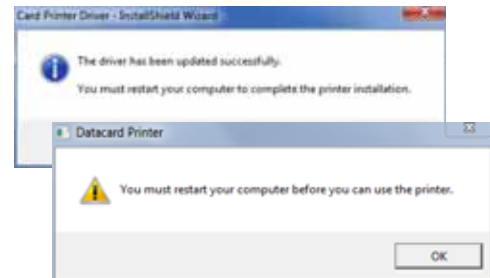 Card Printer Driver - InstallShield Wizard
The driver has been updated successfully.
You must restart your computer to complete the printer installation.
Datacard Printer
You must restart your computer before you can use the printer.
OK